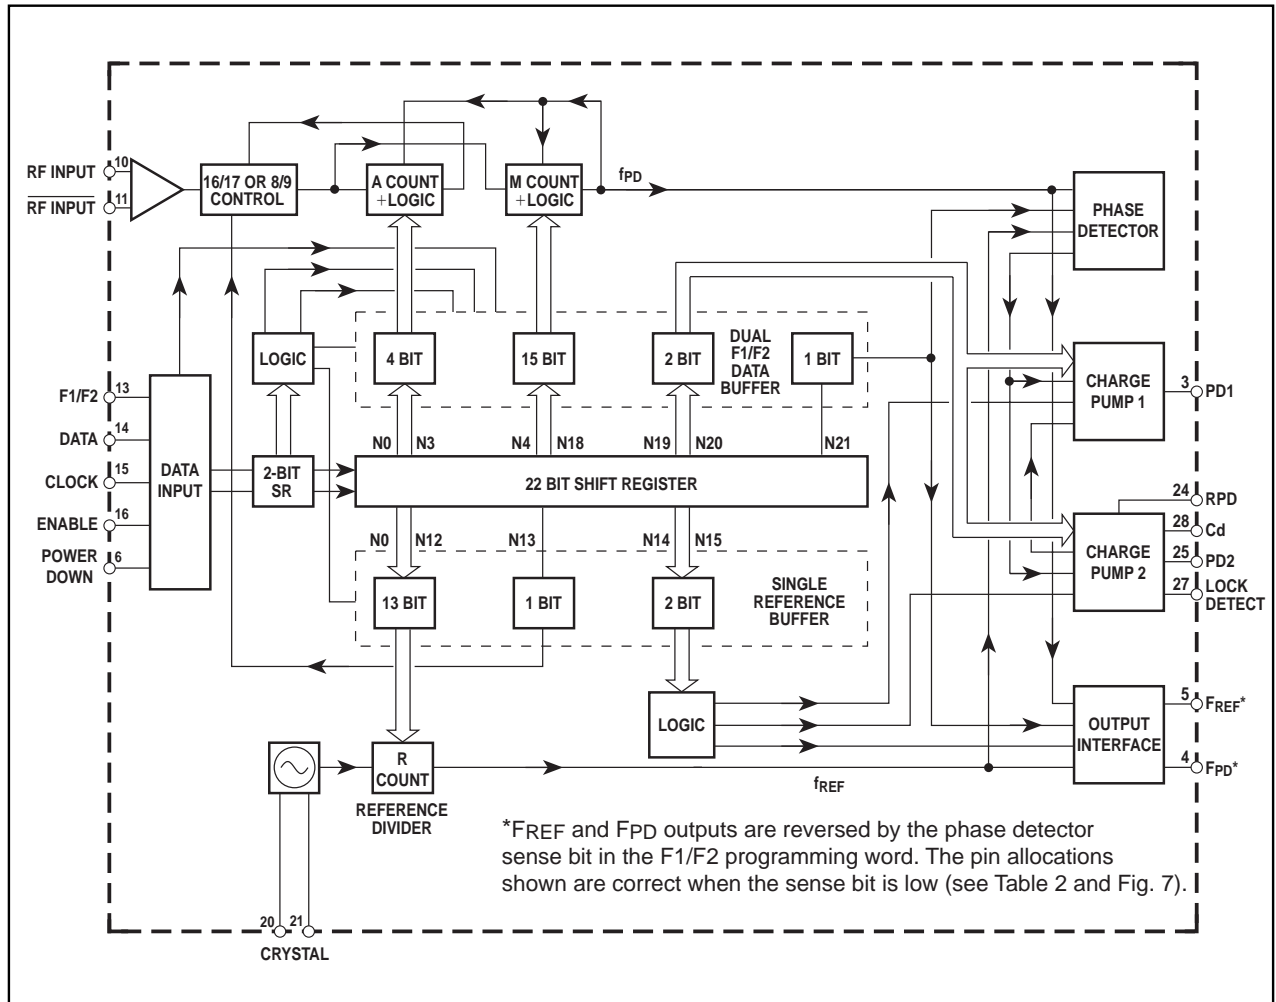 RF INPUT
10
RF INPUT
11
16/17 OR 8/9
CONTROL
A COUNT
+LOGIC
M COUNT
+LOGIC
fPD
PHASE
DETECTOR
LOGIC
4 BIT
15 BIT
2 BIT
DUAL
F1/F2
DATA
BUFFER
1 BIT
CHARGE
PUMP 1
3
PD1
F1/F2
13
DATA
14
CLOCK
15
ENABLE
16
POWER
DOWN
6
DATA
INPUT
2-BIT
SR
N0
N3
N4
N18
N19
N20
N21
22 BIT SHIFT REGISTER
N0
N12
N13
N14
N15
13 BIT
1 BIT
2 BIT
SINGLE
REFERENCE
BUFFER
CHARGE
PUMP 2
24
RPD
28
Cd
25
PD2
27
LOCK
DETECT
LOGIC
OUTPUT
INTERFACE
5
FREF*
4
FPD*
R
COUNT
REFERENCE
DIVIDER
fREF
*FREF and FPD outputs are reversed by the phase detector
sense bit in the F1/F2 programming word. The pin allocations
shown are correct when the sense bit is low (see Table 2 and Fig. 7).
20
21
CRYSTAL